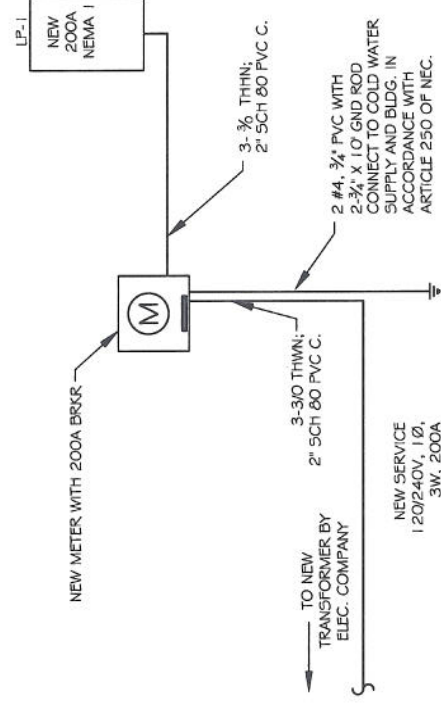 LP-1
NEW
200A
NEMA 1
3- 3/0 THHN;
2" SCH 80 PVC C.
NEW METER WITH 200A BRKR
M
2 #4, 3/4" PVC WITH
2-3/4" X 10' GND ROD
CONNECT TO COLD WATER
SUPPLY AND BLDG. IN
ACCORDANCE WITH
ARTICLE 250 OF NEC.
3-3/0 THWN;
2" SCH 80 PVC C.
TO NEW
TRANSFORMER BY
ELEC. COMPANY
NEW SERVICE
120/240V, 1Ø,
3W, 200A